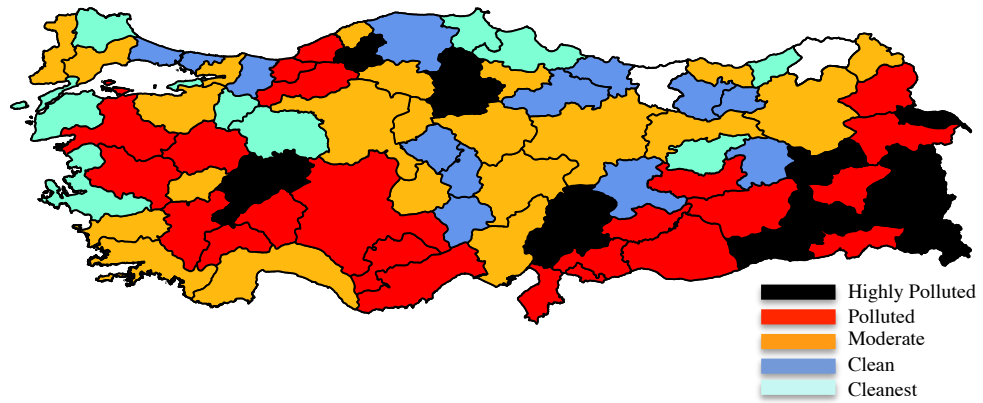 Highly Polluted
Polluted
Moderate
Clean
Cleanest